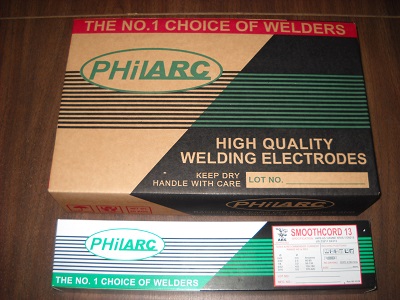 THE NO.1 CHOICE OF WELDERS
PHILARC
HIGH QUALITY
WELDING ELECTRODES
KEEP DRY
HANDLE WITH CARE
LOT NO.
PHILARC
THE NO. 1 CHOICE OF WELDERS
SMOOTHCORD 13